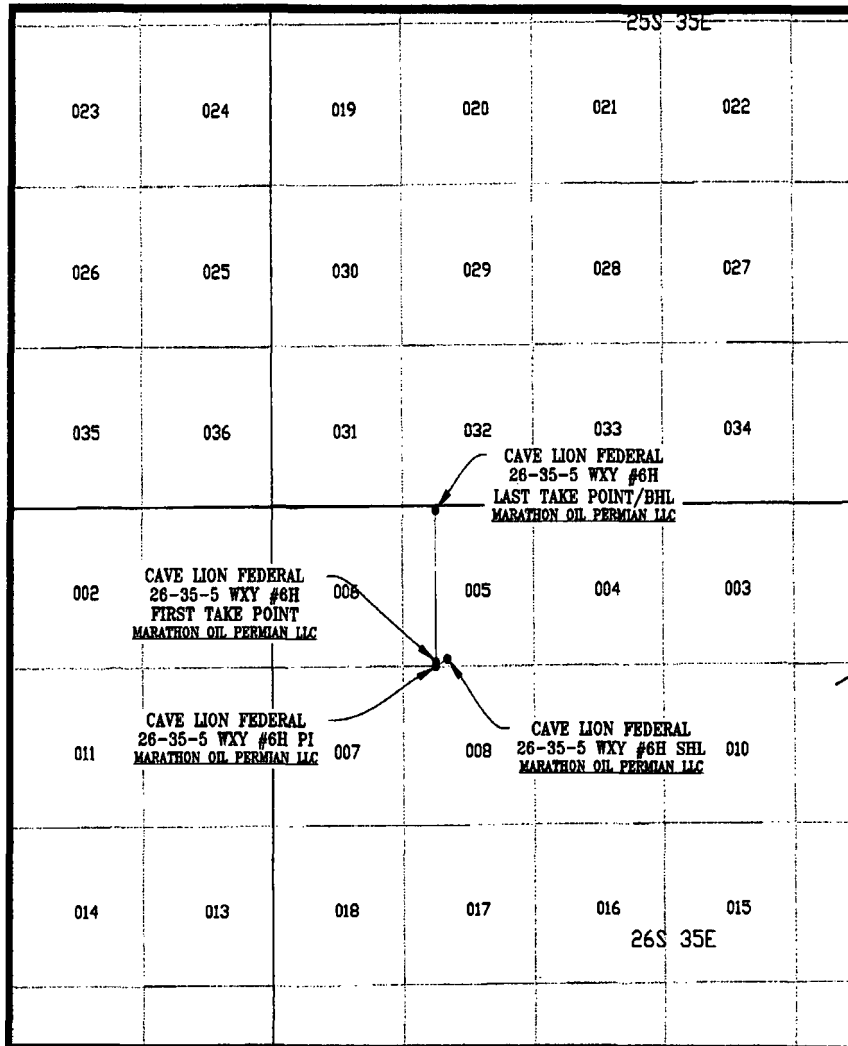 25S 35E
023 024 019 020 021 022
026 025 030 029 028 027
035 036 031 032 033 034
CAVE LION FEDERAL
26-35-5 WXY #6H
LAST TAKE POINT/BHL
MARATHON OIL PERMIAN LLC
002 006 005 004 003
CAVE LION FEDERAL
26-35-5 WXY #6H
FIRST TAKE POINT
MARATHON OIL PERMIAN LLC
CAVE LION FEDERAL
26-35-5 WXY #6H PI
MARATHON OIL PERMIAN LLC
CAVE LION FEDERAL
26-35-5 WXY #6H SHL
MARATHON OIL PERMIAN LLC
011 007 008 010
014 013 018 017 016 015
26S 35E